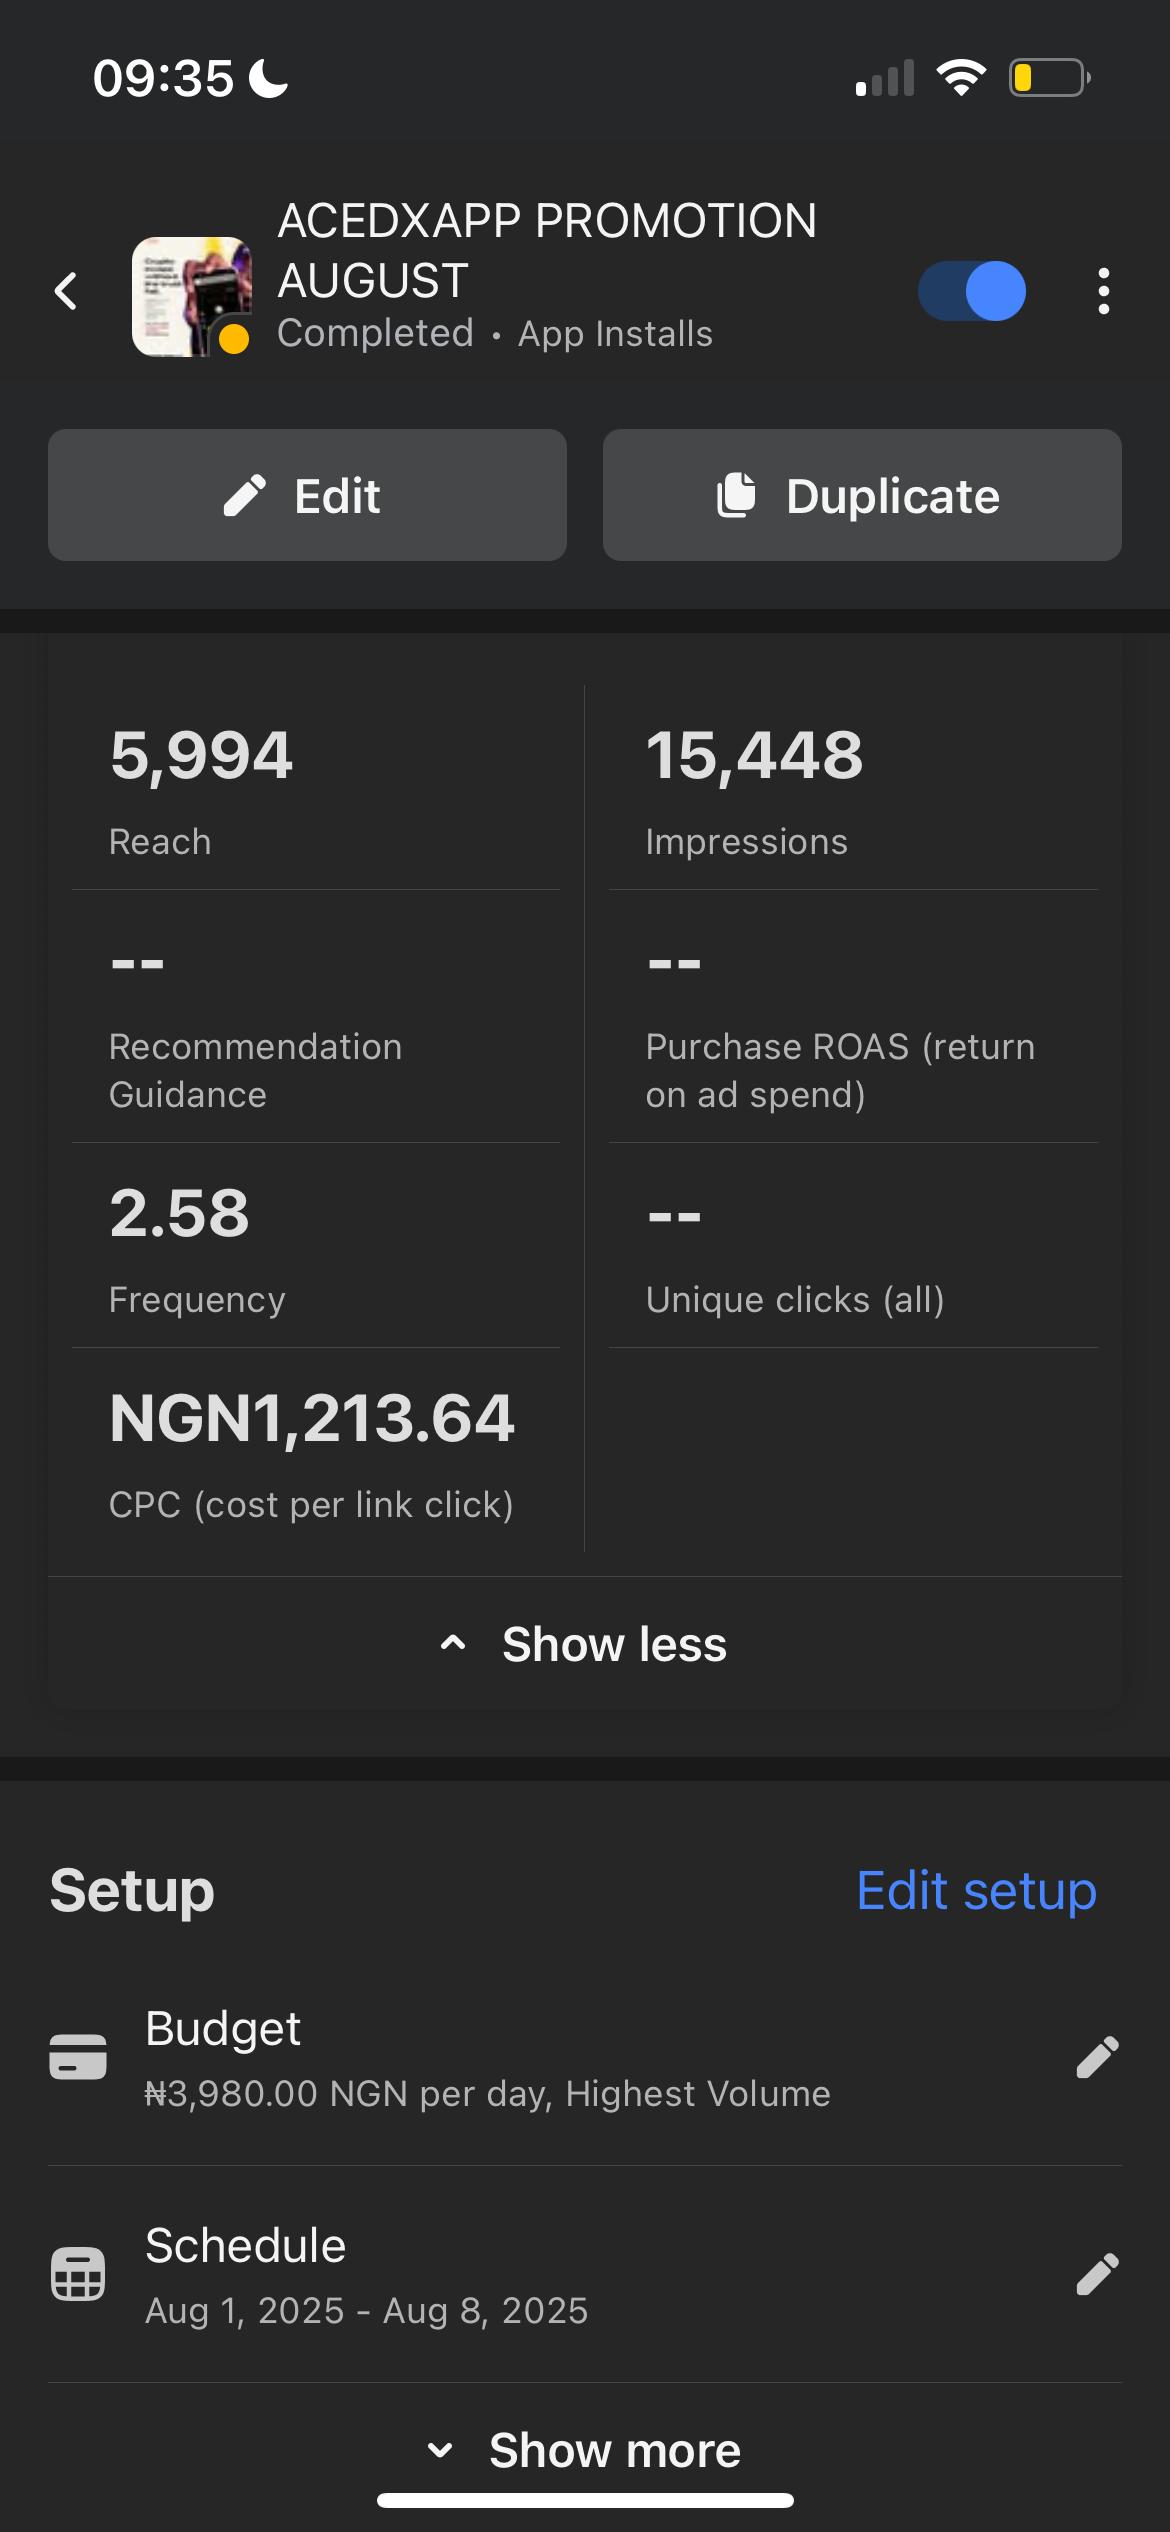 09:35
ACEDXAPP PROMOTION
AUGUST
Completed • App Installs
Edit
Duplicate
5,994
Reach
15,448
Impressions
--
Recommendation
Guidance
--
Purchase ROAS (return
on ad spend)
2.58
Frequency
--
Unique clicks (all)
NGN1,213.64
CPC (cost per link click)
Show less
Setup
Edit setup
Budget
₦3,980.00 NGN per day, Highest Volume
Schedule
Aug 1, 2025 - Aug 8, 2025
Show more